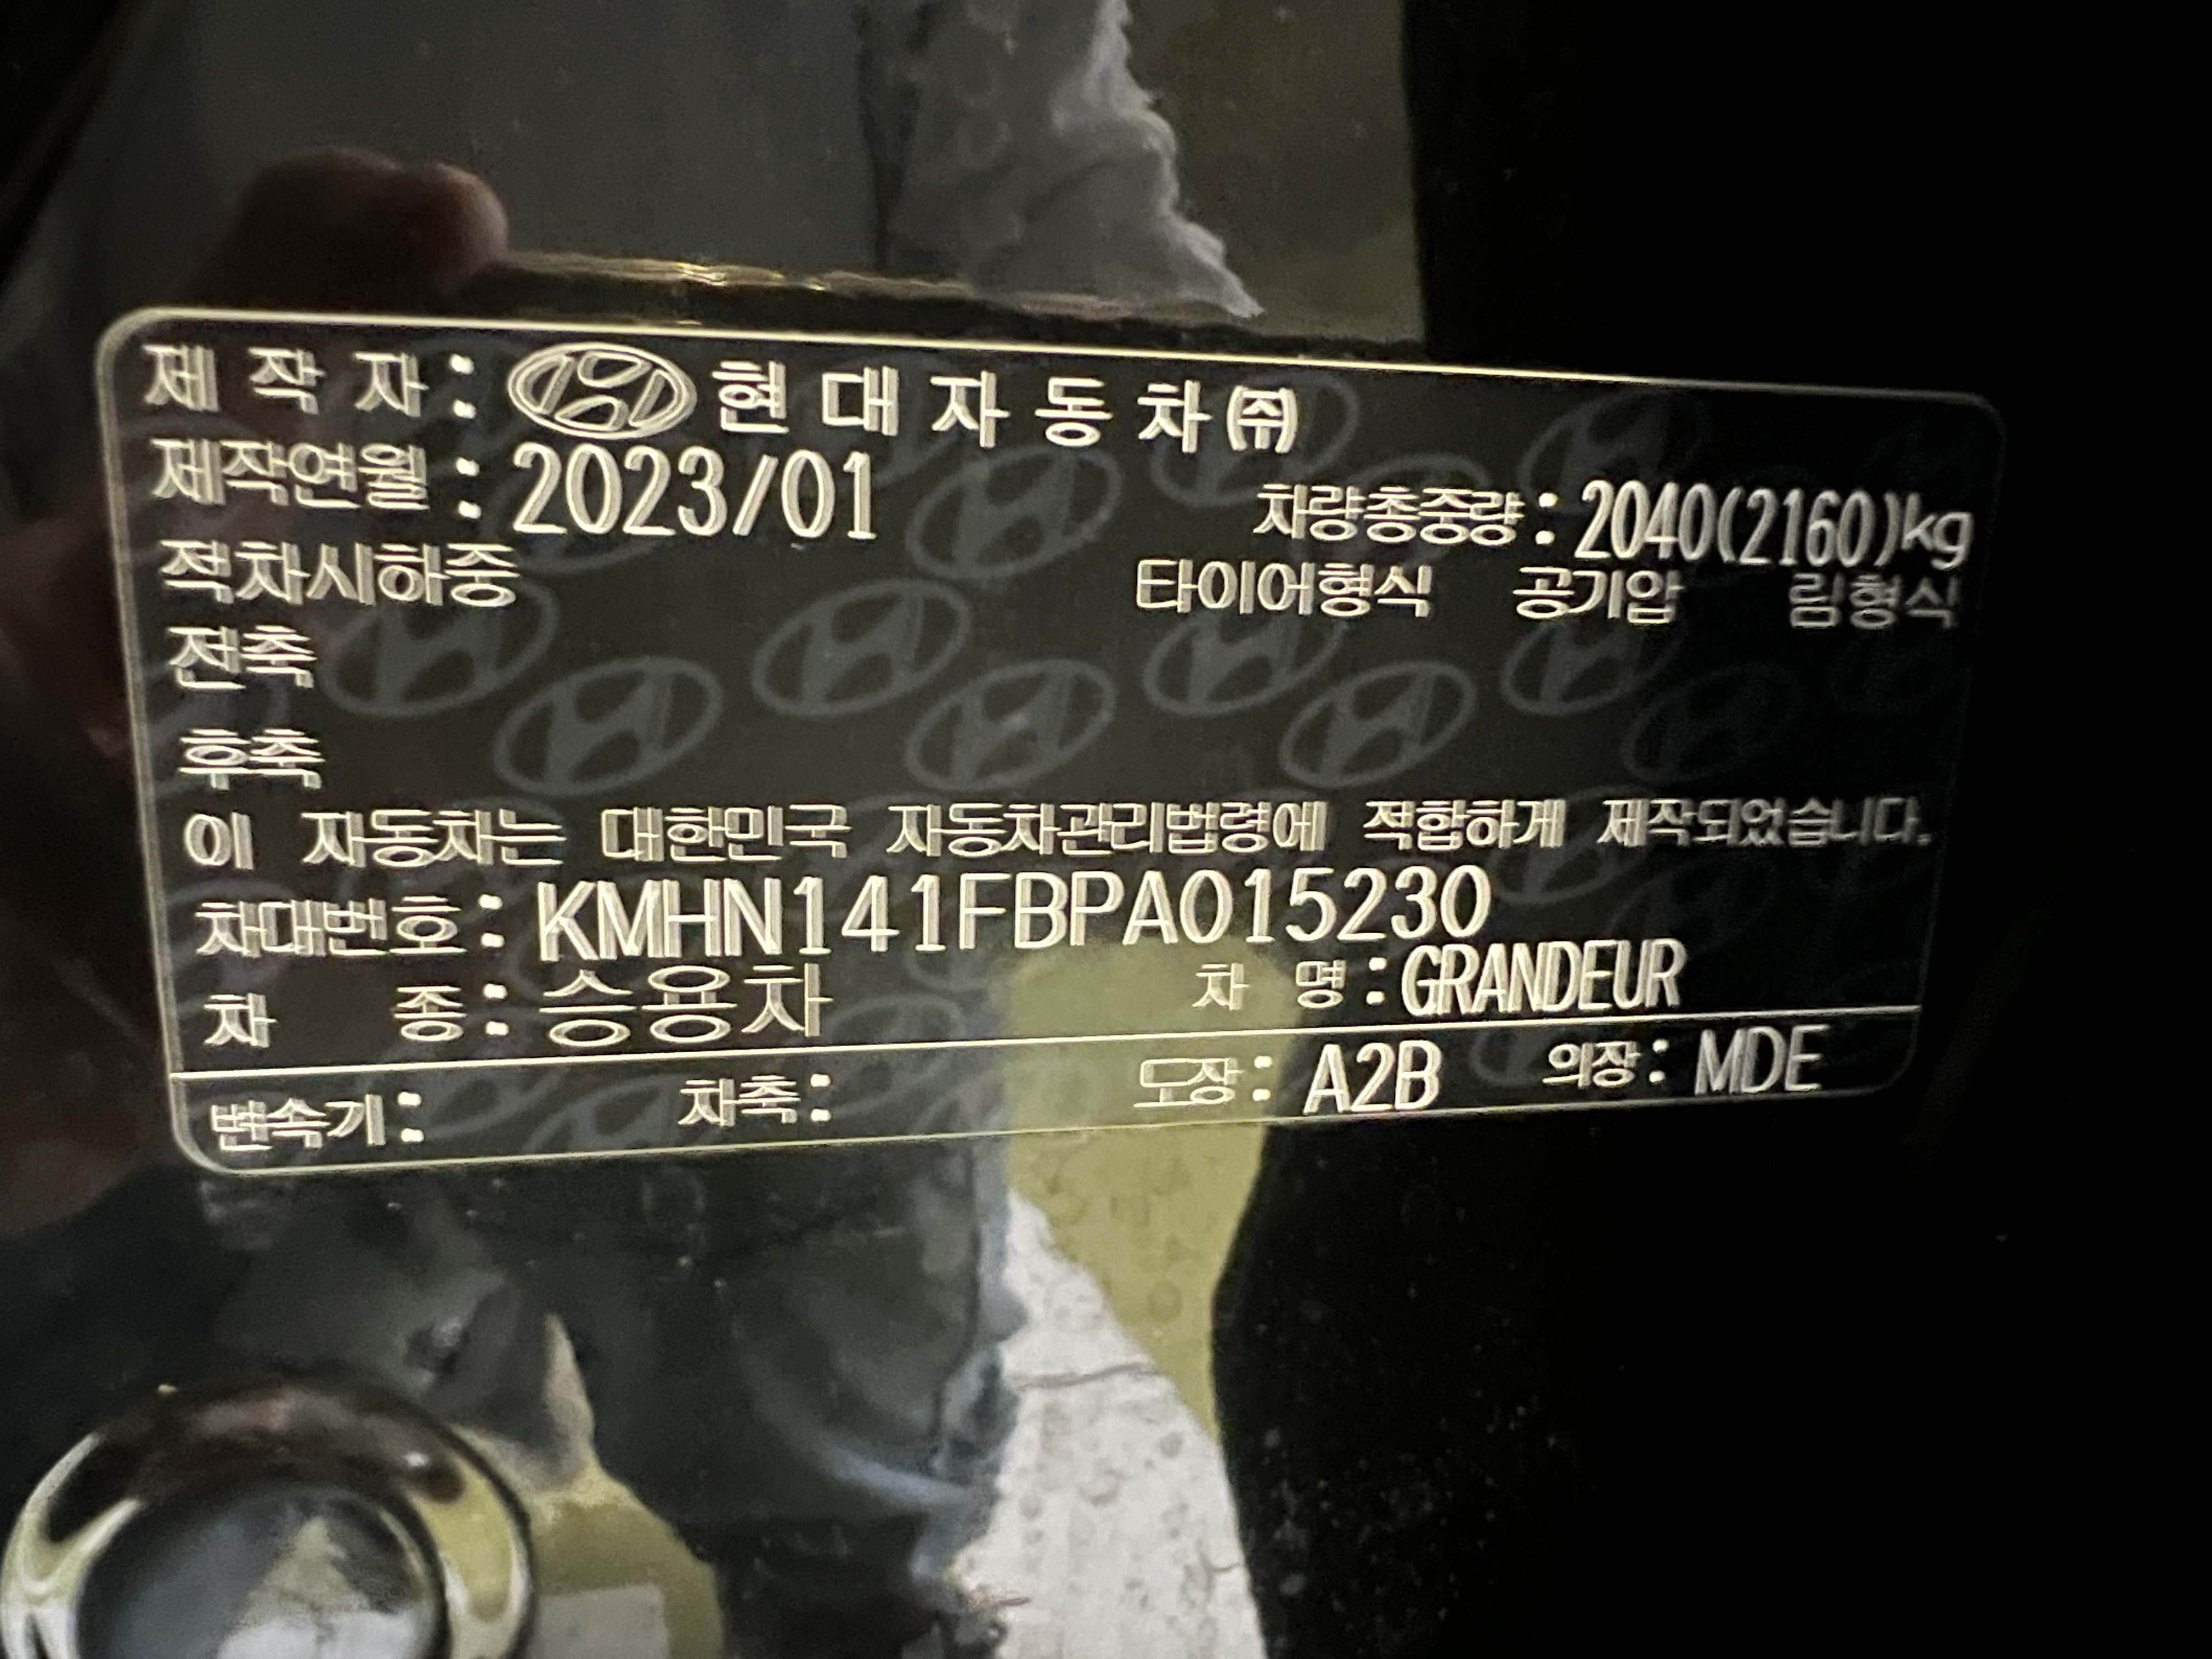 제 작 자 : 현 대 자 동 차 ㈜
제작연월 : 2023/01 차량총중량 : 2040(2160)kg
적차시하중 타이어형식 공기압 림형식
전축
후축
이 자동차는 대한민국 자동차관리법령에 적합하게 제작되었습니다.
차대번호 : KMHN141FBPA015230
차 종 : 승용차 차 명 : GRANDEUR
변속기 : 차축 : 도장 : A2B 의장 : MDE